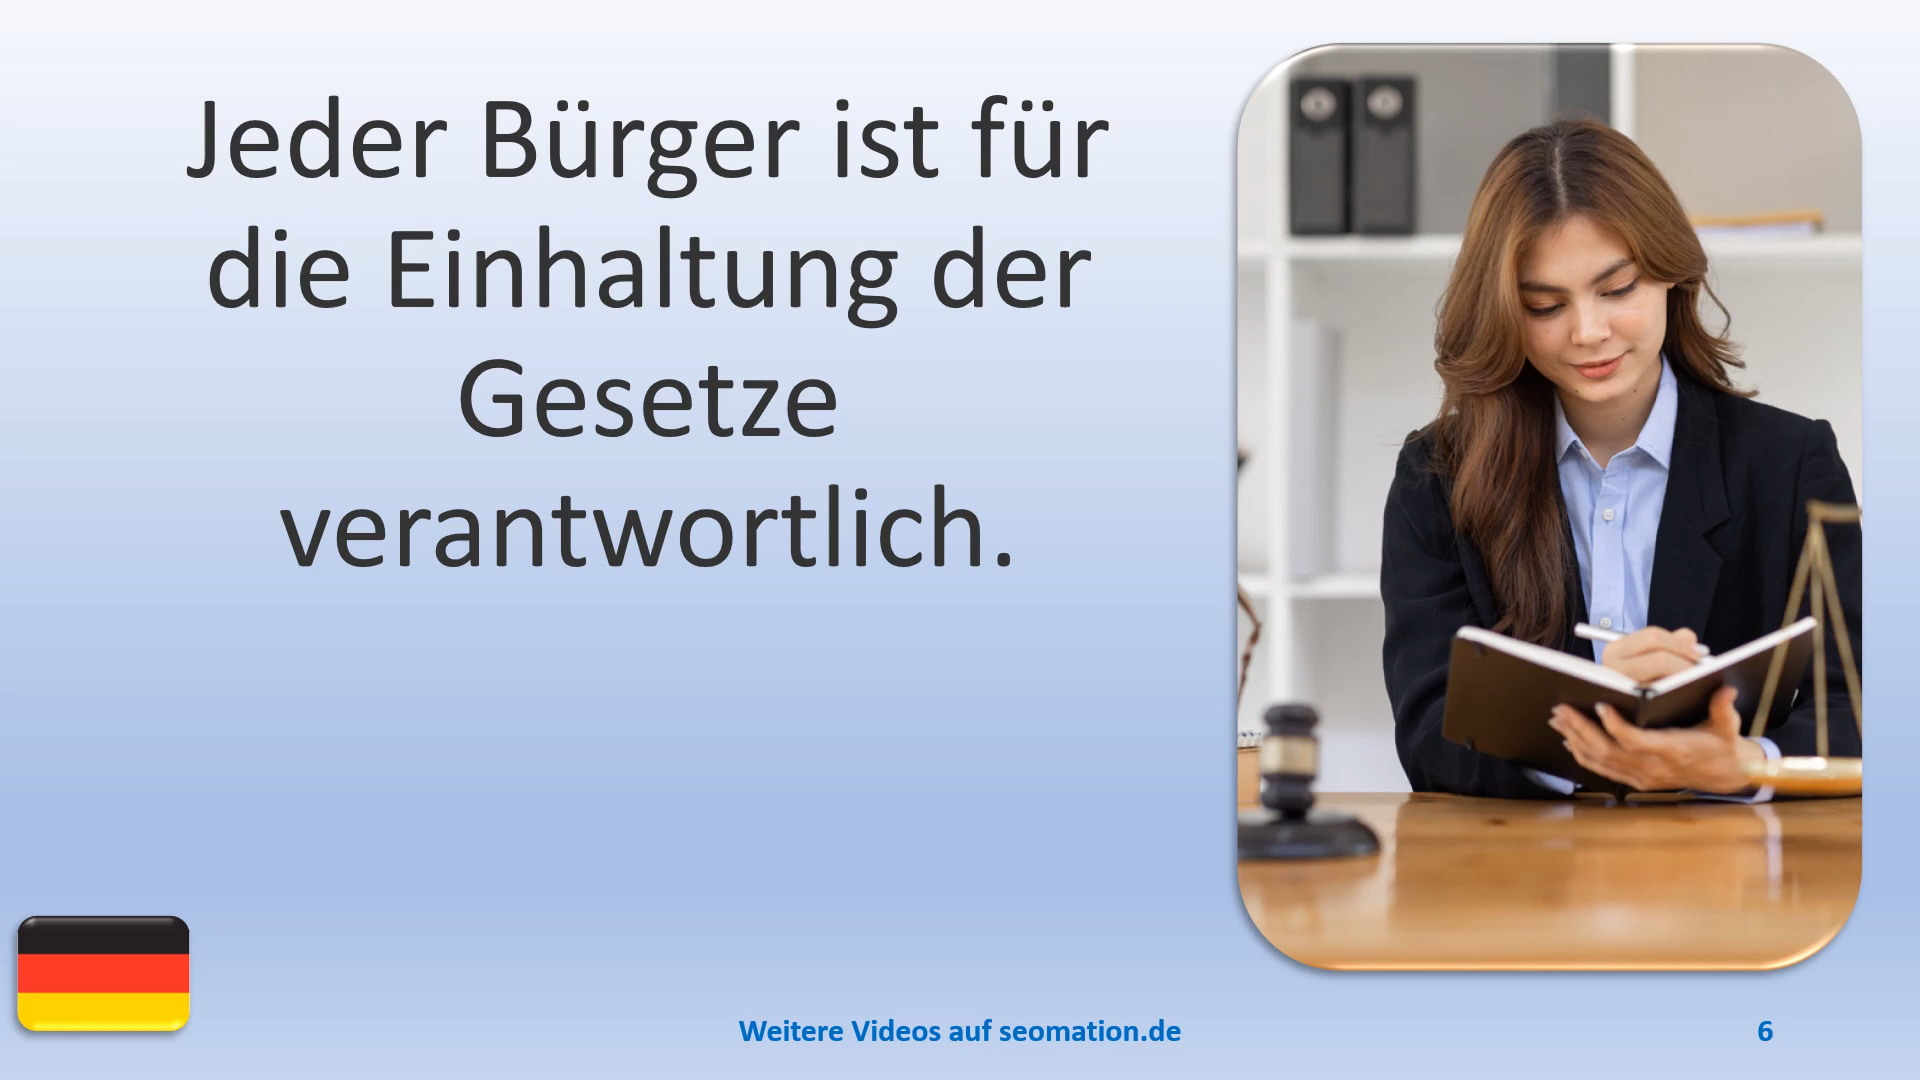 Jeder Bürger ist für
die Einhaltung der
Gesetze
verantwortlich.
Weitere Videos auf seomation.de
6